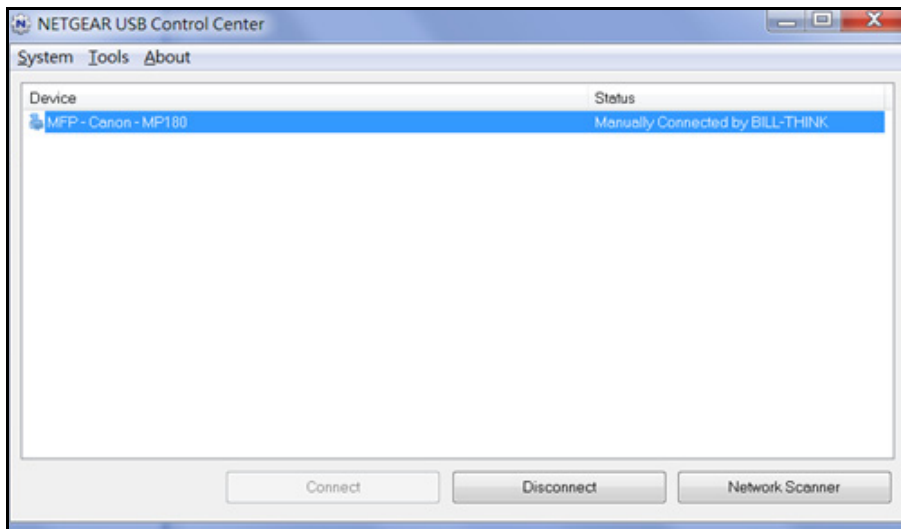 NETGEAR USB Control Center
System Tools About
Device Status
MFP - Canon - MP180 Manually Connected by BILL-THINK
Connect Disconnect Network Scanner